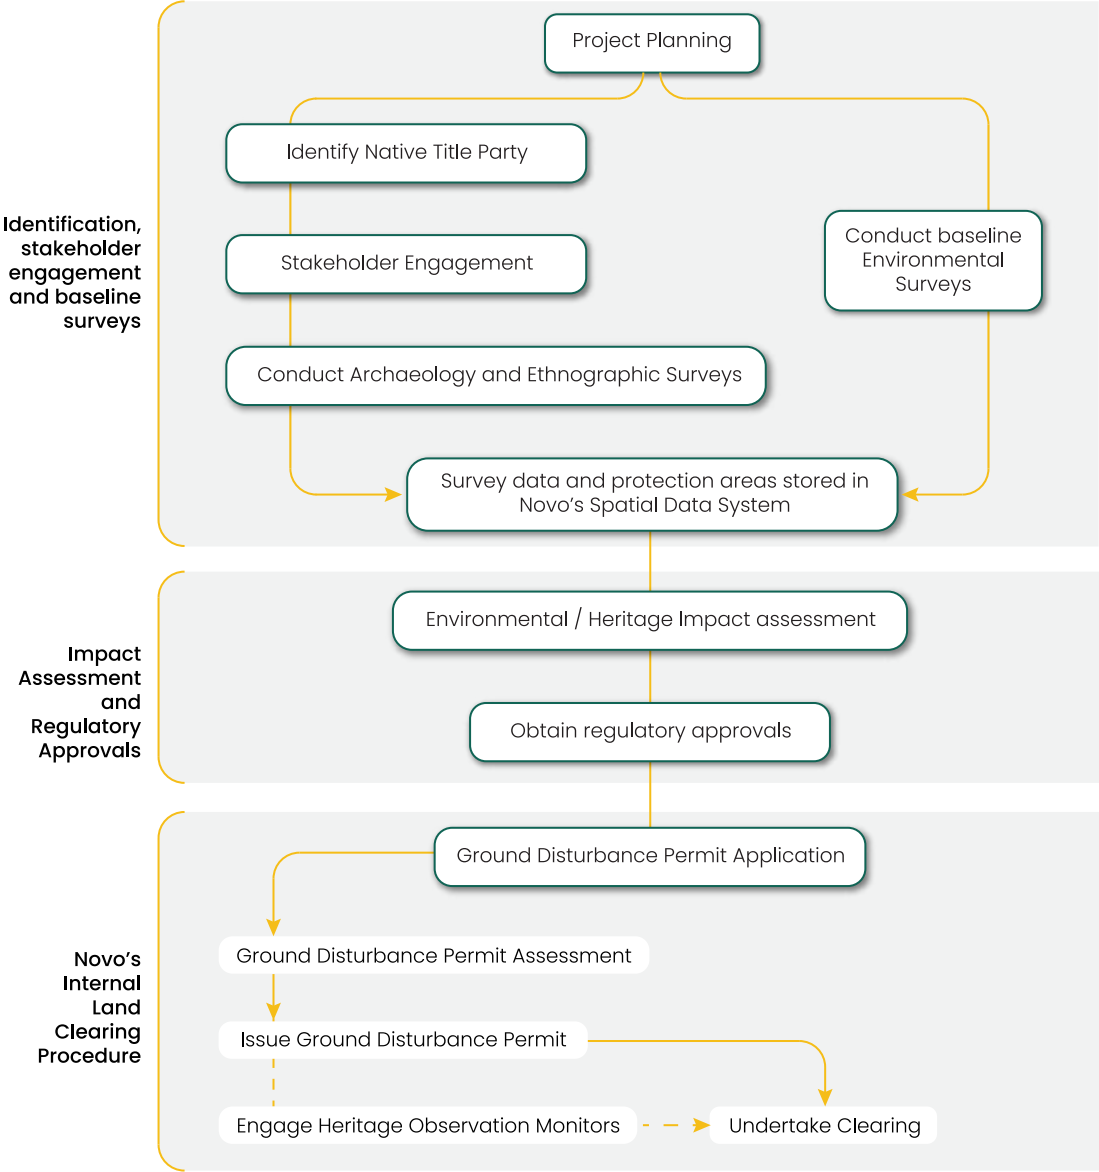 Project Planning
Identify Native Title Party
Identification,
stakeholder
engagement
and baseline
surveys
Stakeholder Engagement
Conduct baseline
Environmental
Surveys
Conduct Archaeology and Ethnographic Surveys
Survey data and protection areas stored in
Novo’s Spatial Data System
Impact
Assessment
and
Regulatory
Approvals
Environmental / Heritage Impact assessment
Obtain regulatory approvals
Novo’s
Internal
Land
Clearing
Procedure
Ground Disturbance Permit Application
Ground Disturbance Permit Assessment
Issue Ground Disturbance Permit
Engage Heritage Observation Monitors
Undertake Clearing